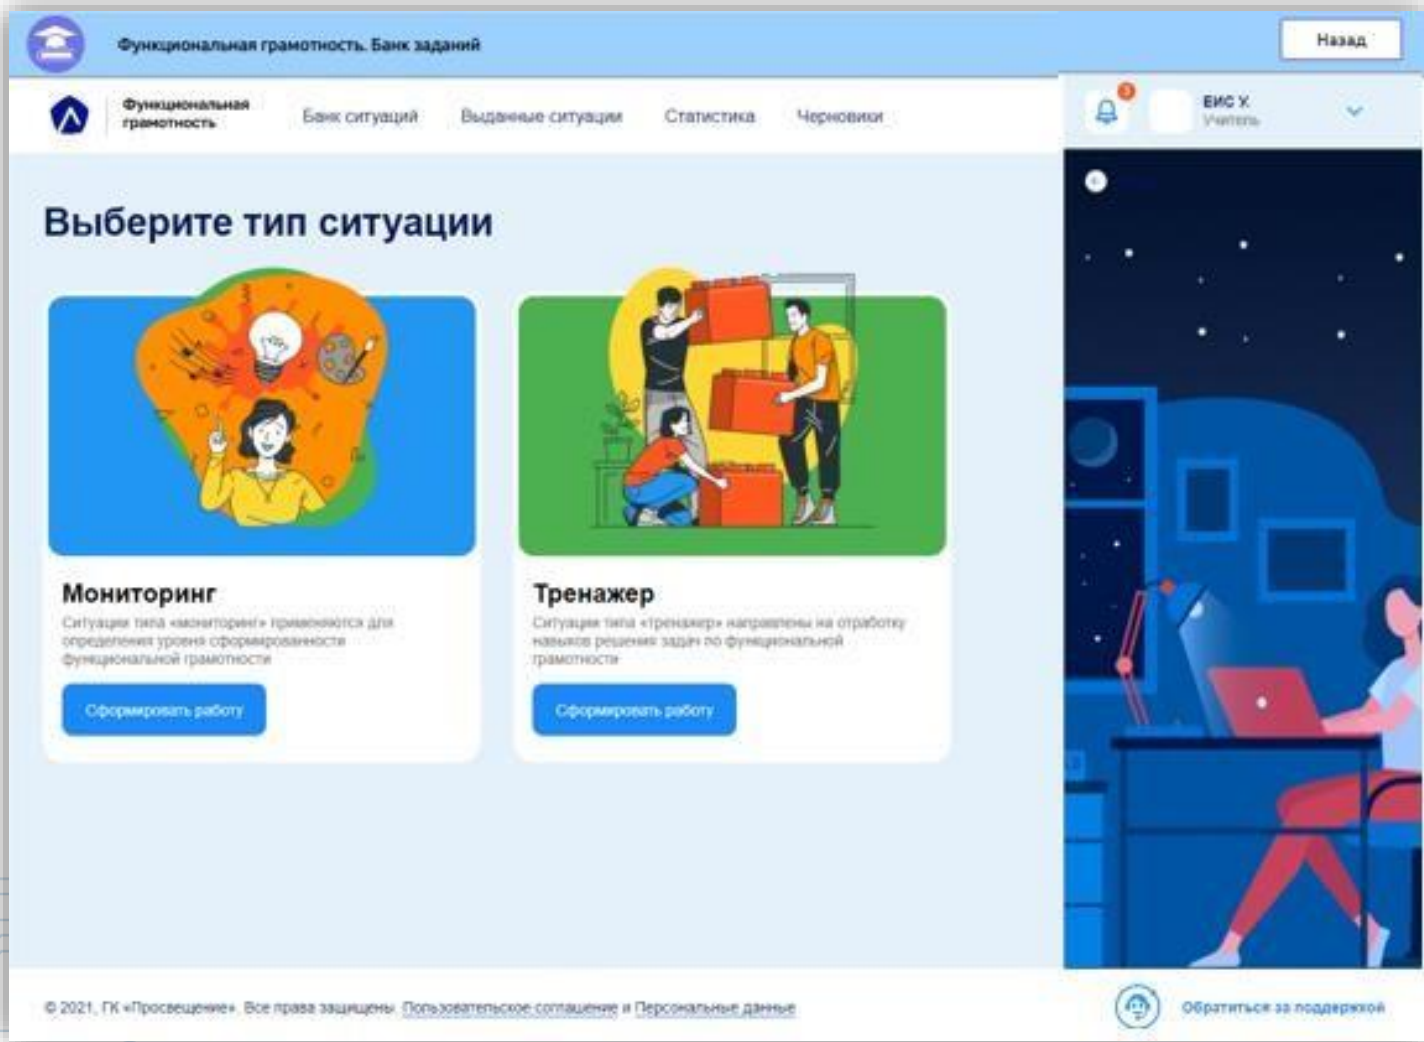 Функциональная грамотность. Банк заданий
Назад
Функциональная
грамотность
Банк ситуаций
Выданные ситуации
Статистика
Черновики
3
ЕИС У.
Учитель
Выберите тип ситуации
Мониторинг
Ситуации типа «мониторинг» применяются для
определения уровня сформированности
функциональной грамотности
Сформировать работу
Тренажер
Ситуации типа «тренажер» направлены на отработку
навыков решения задач по функциональной
грамотности
Сформировать работу
© 2021, ГК «Просвещение». Все права защищены. Пользовательское соглашение и Персональные данные
Обратиться за поддержкой